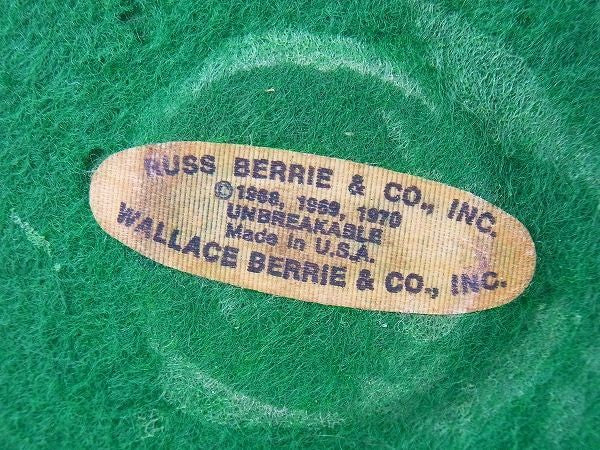 RUSS BERRIE & CO., INC.
©1968, 1969, 1970
UNBREAKABLE
Made in U.S.A.
WALLACE BERRIE & CO., INC.